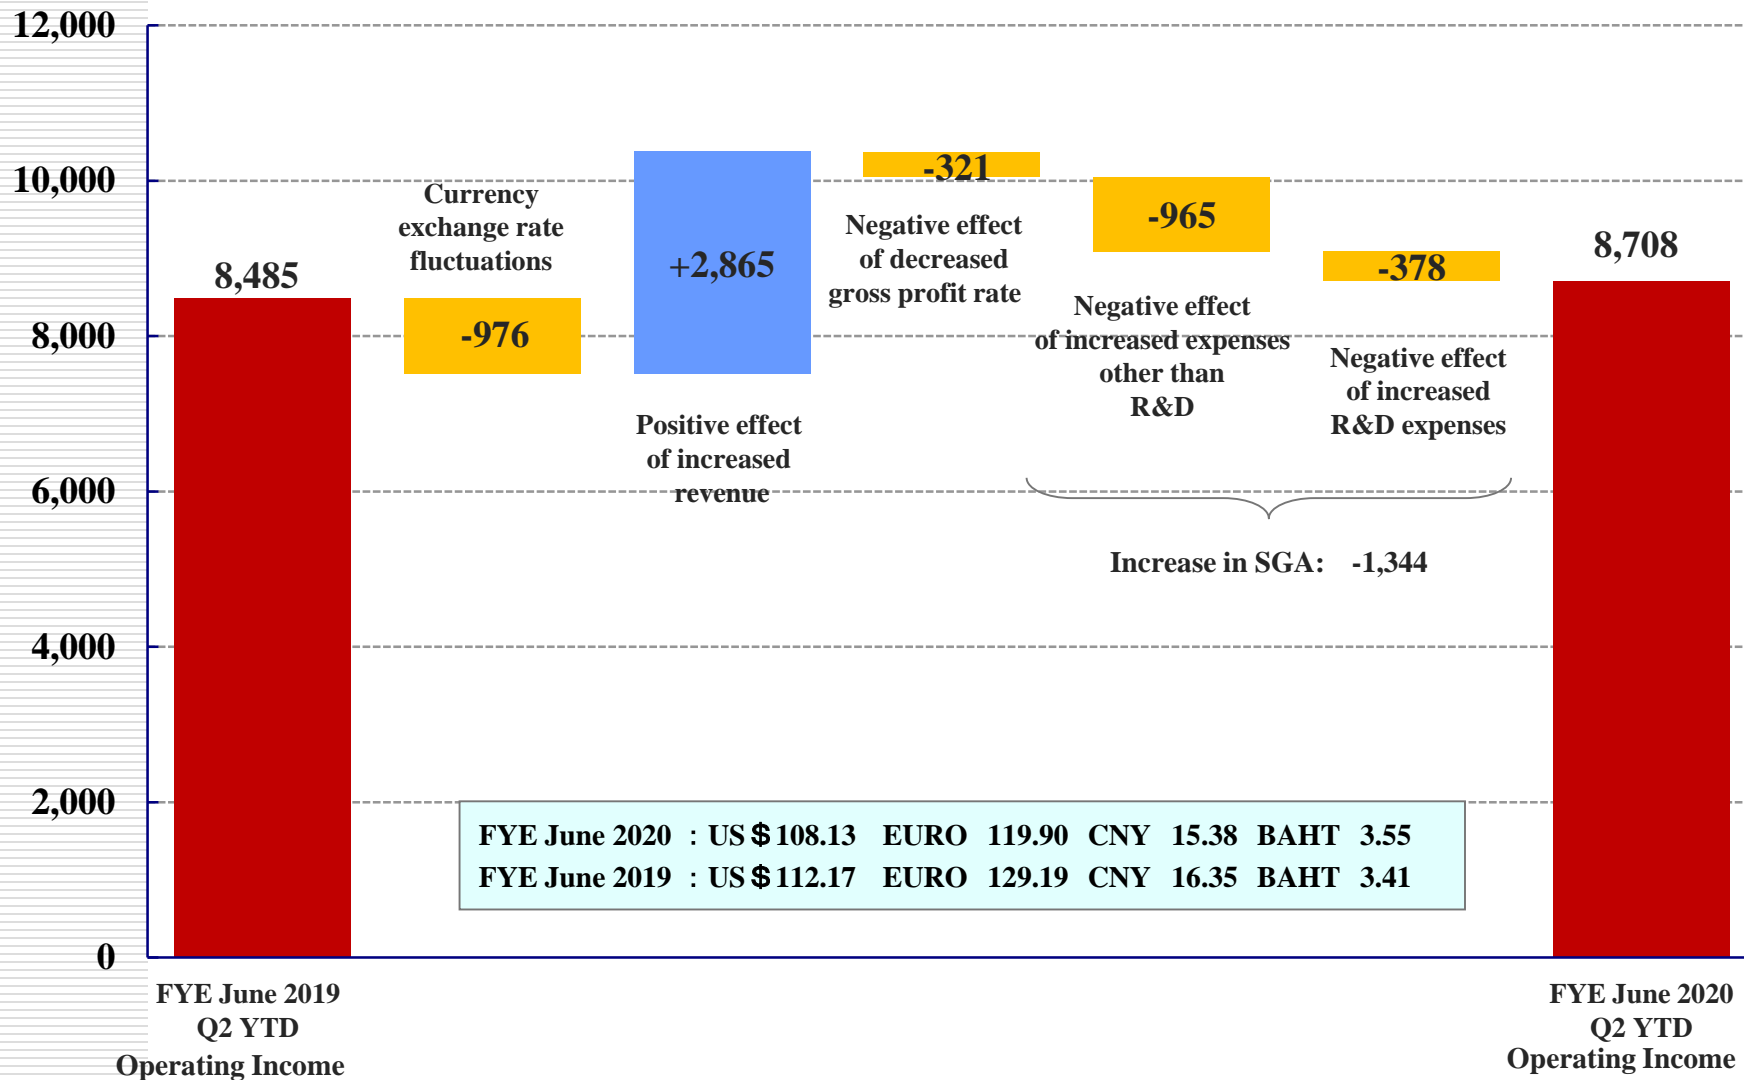 12,000
10,000
8,000
6,000
4,000
2,000
0
8,485
Currency
exchange rate
fluctuations
-976
+2,865
Positive effect
of increased
revenue
-321
Negative effect
of decreased
gross profit rate
-965
Negative effect
of increased expenses
other than
R&D
-378
Negative effect
of increased
R&D expenses
8,708
Increase in SGA: -1,344
FYE June 2020 : US $108.13 EURO 119.90 CNY 15.38 BAHT 3.55
FYE June 2019 : US $112.17 EURO 129.19 CNY 16.35 BAHT 3.41
FYE June 2019
Q2 YTD
Operating Income
FYE June 2020
Q2 YTD
Operating Income